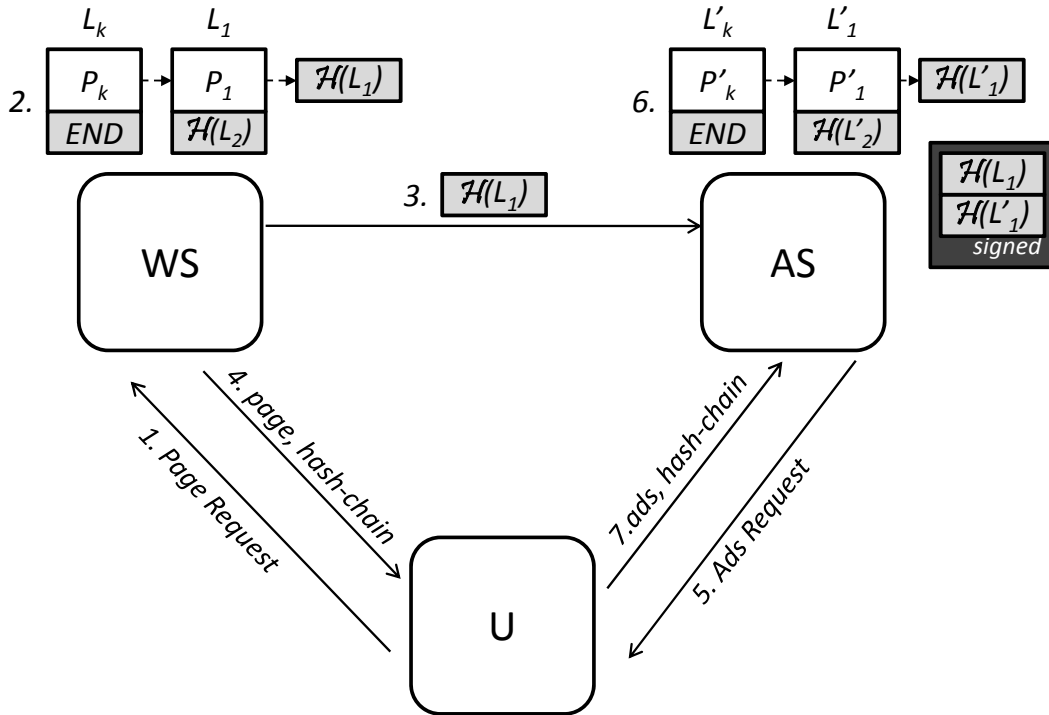 L_k
L_1
L'_k
L'_1
2.
P_k
P_1
ℋ(L_1)
6.
P'_k
P'_1
ℋ(L'_1)
END
ℋ(L_2)
END
ℋ(L'_2)
3.
ℋ(L_1)
ℋ(L_1)
ℋ(L'_1)
signed
WS
AS
4. page, hash-chain
1. Page Request
7.ads, hash-chain
5. Ads Request
U